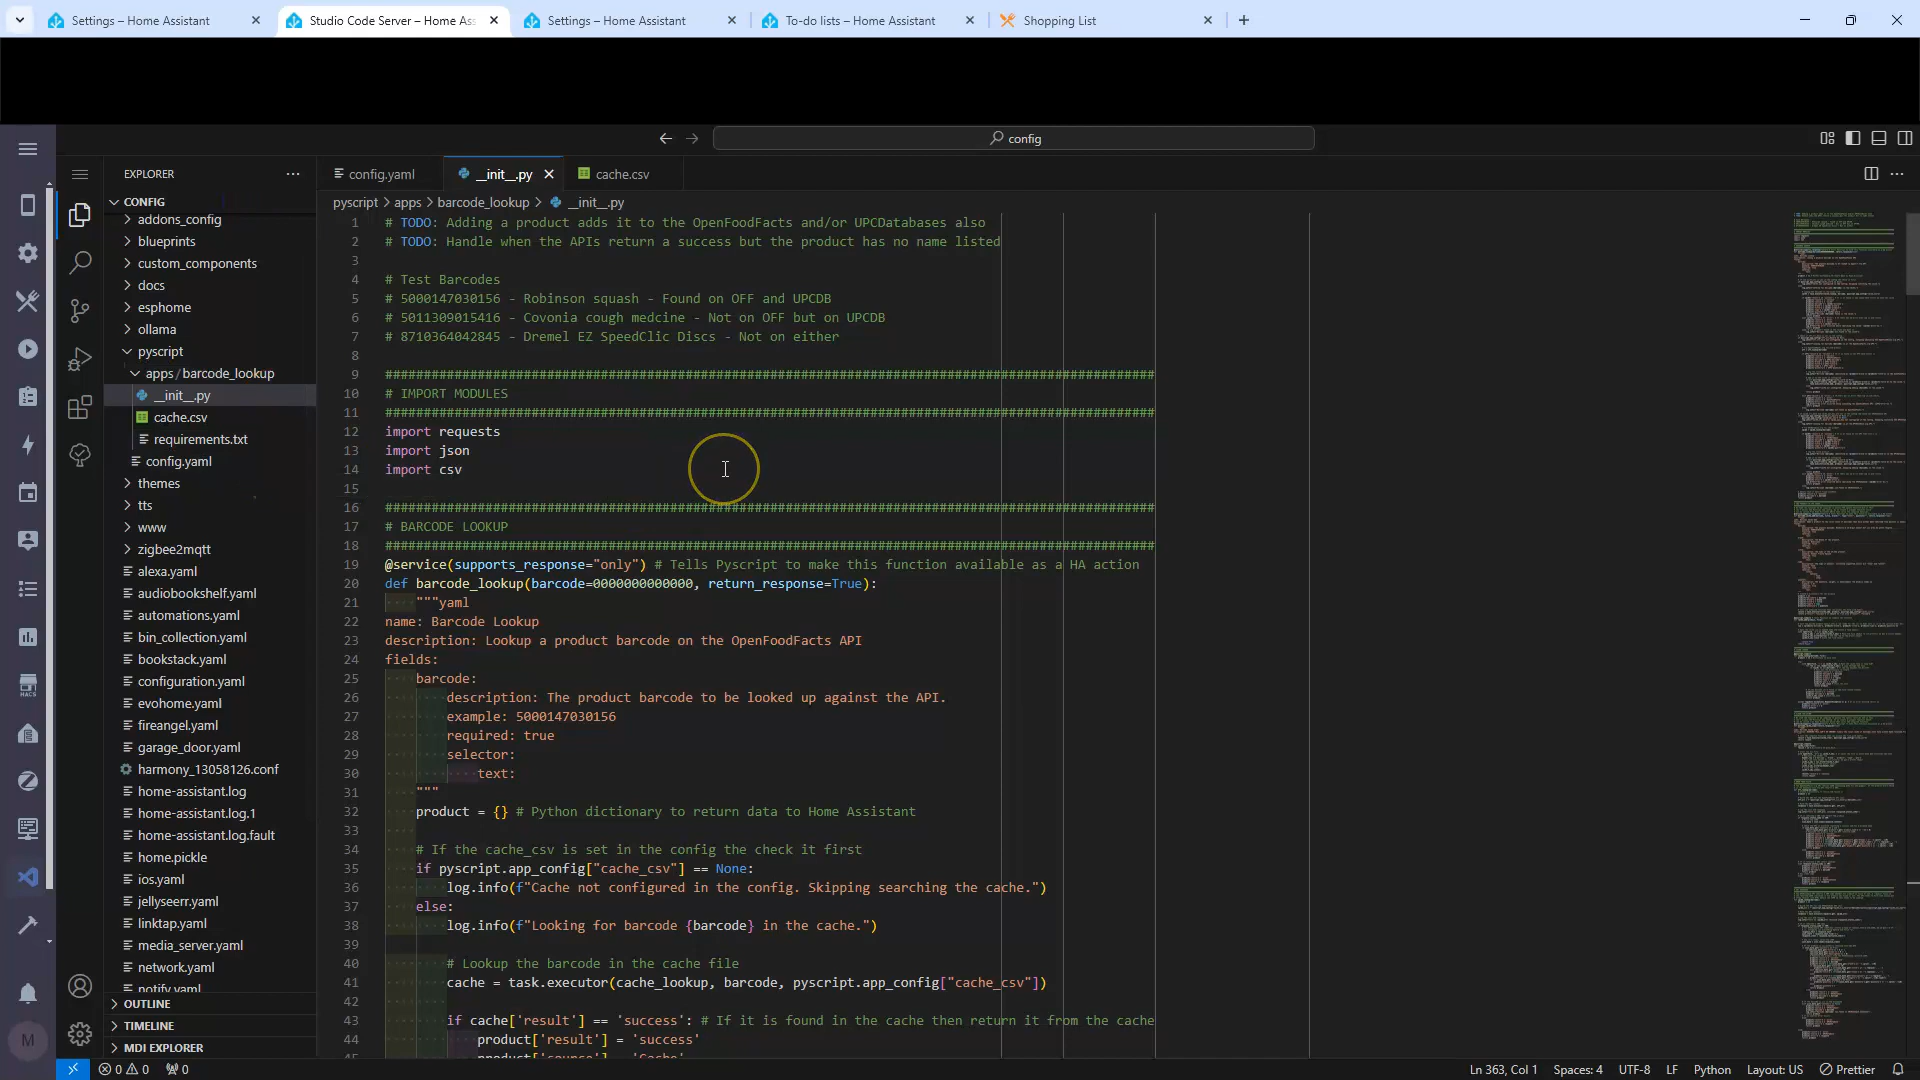 Settings – Home Assistant
Studio Code Server – Home Ass
Settings – Home Assistant
To-do lists – Home Assistant
Shopping List
config
EXPLORER
CONFIG
addons_config
blueprints
custom_components
docs
esphome
ollama
pyscript
apps / barcode_lookup
__init__.py
cache.csv
requirements.txt
config.yaml
themes
tts
www
zigbee2mqtt
alexa.yaml
audiobookshelf.yaml
automations.yaml
bin_collection.yaml
bookstack.yaml
configuration.yaml
evohome.yaml
fireangel.yaml
garage_door.yaml
harmony_13058126.conf
home-assistant.log
home-assistant.log.1
home-assistant.log.fault
home.pickle
ios.yaml
jellyseerr.yaml
linktap.yaml
media_server.yaml
network.yaml
notify.yaml
OUTLINE
TIMELINE
MDI EXPLORER
HACS
M
config.yaml
__init__.py
cache.csv
pyscript > apps > barcode_lookup > __init__.py
1 # TODO: Adding a product adds it to the OpenFoodFacts and/or UPCDatabases also
2 # TODO: Handle when the APIs return a success but the product has no name listed
3
4 # Test Barcodes
5 # 5000147030156 - Robinson squash - Found on OFF and UPCDB
6 # 5011309015416 - Covonia cough medcine - Not on OFF but on UPCDB
7 # 8710364042845 - Dremel EZ SpeedClic Discs - Not on either
8
9 ####################################################################################################
10 # IMPORT MODULES
11 ####################################################################################################
12 import requests
13 import json
14 import csv
15
16 ####################################################################################################
17 # BARCODE LOOKUP
18 ####################################################################################################
19 @service(supports_response="only") # Tells Pyscript to make this function available as a HA action
20 def barcode_lookup(barcode=0000000000000, return_response=True):
21 """yaml
22 name: Barcode Lookup
23 description: Lookup a product barcode on the OpenFoodFacts API
24 fields:
25 barcode:
26 description: The product barcode to be looked up against the API.
27 example: 5000147030156
28 required: true
29 selector:
30 text:
31 """
32 product = {} # Python dictionary to return data to Home Assistant
33
34 # If the cache_csv is set in the config the check it first
35 if pyscript.app_config["cache_csv"] == None:
36 log.info(f"Cache not configured in the config. Skipping searching the cache.")
37 else:
38 log.info(f"Looking for barcode {barcode} in the cache.")
39
40 # Lookup the barcode in the cache file
41 cache = task.executor(cache_lookup, barcode, pyscript.app_config["cache_csv"])
42
43 if cache['result'] == 'success': # If it is found in the cache then return it from the cache
44 product['result'] = 'success'
45 product['source'] = 'Cache'
0 0 0
Ln 363, Col 1
Spaces: 4
UTF-8
LF
Python
Layout: US
Prettier